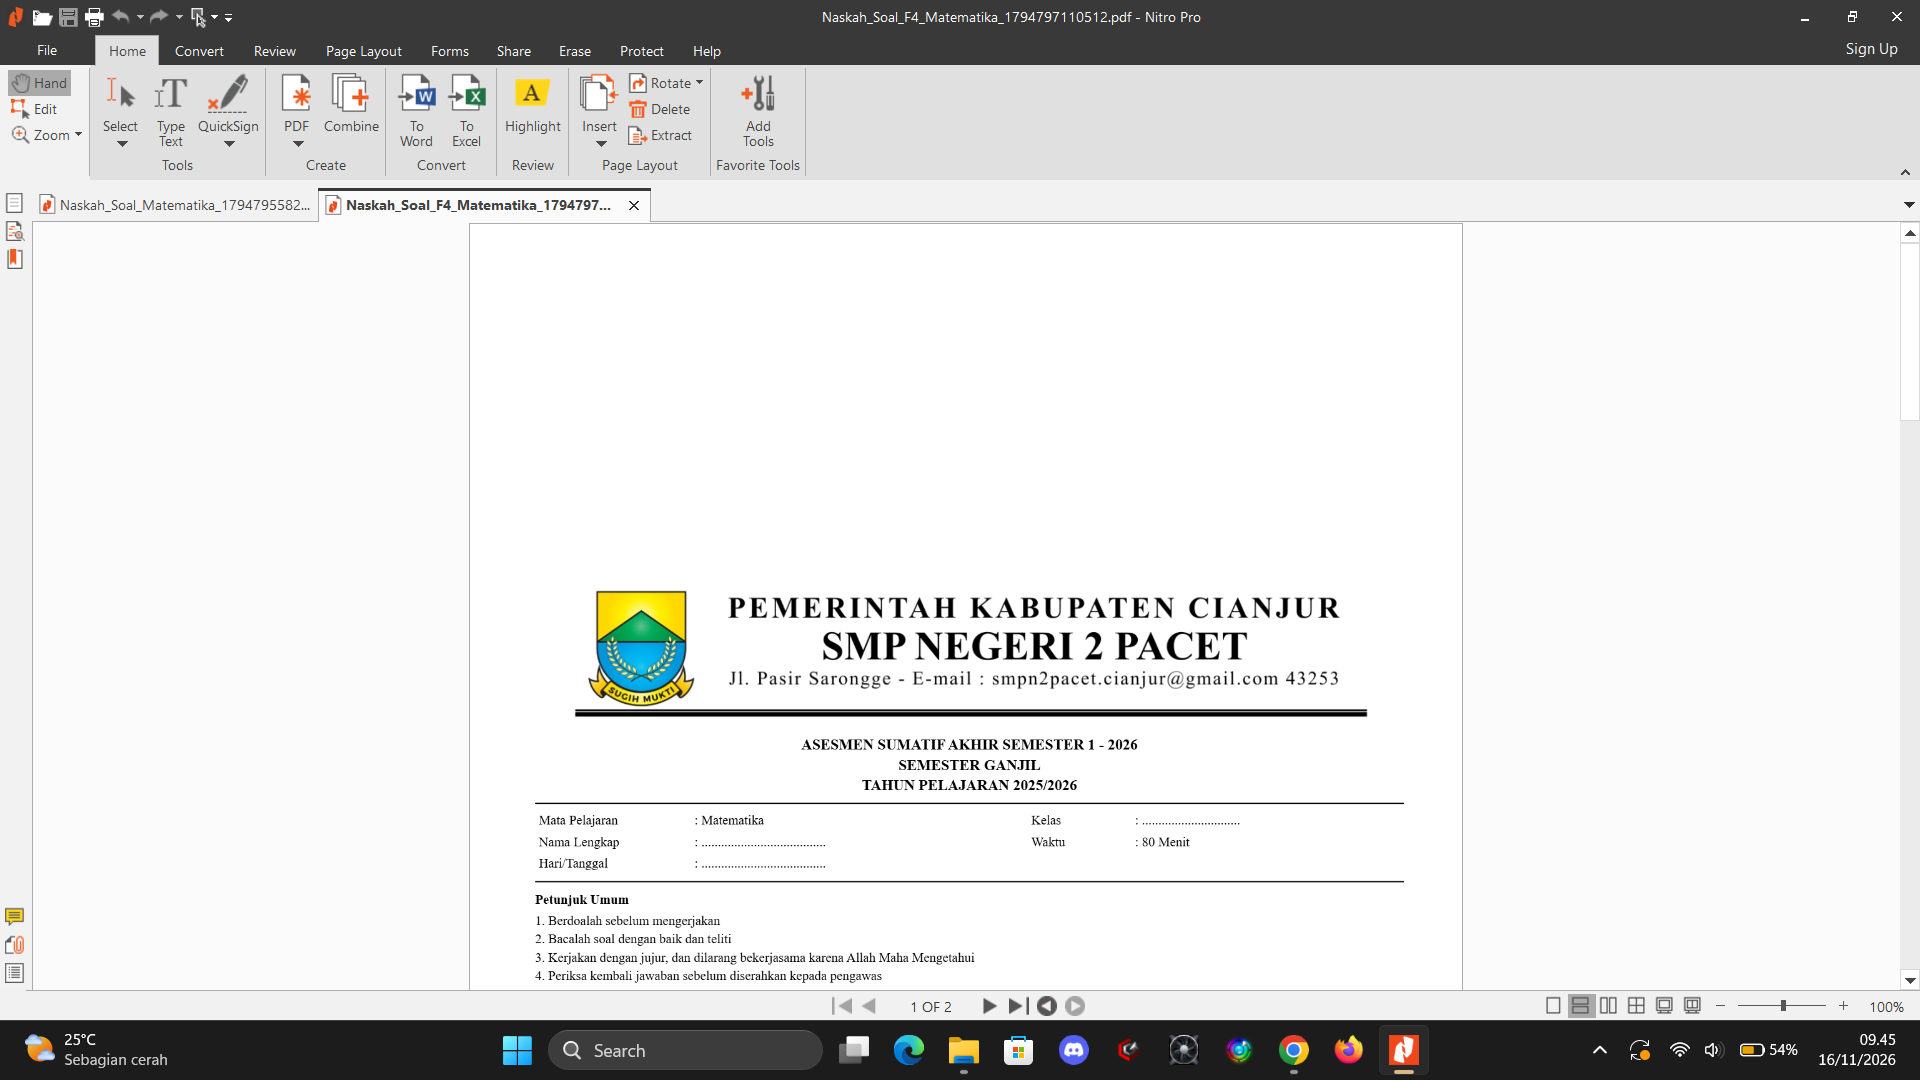 Naskah_Soal_F4_Matematika_1794797110512.pdf - Nitro Pro
File Home Convert Review Page Layout Forms Share Erase Protect Help Sign Up
Hand
Edit
Zoom
Select
Type Text
QuickSign
Tools
PDF
Combine
Create
To Word
To Excel
Convert
A
Highlight
Review
Insert
Rotate
Delete
Extract
Page Layout
Add Tools
Favorite Tools
Naskah_Soal_Matematika_1794795582...
Naskah_Soal_F4_Matematika_1794797...
SUGIH MUKTI
PEMERINTAH KABUPATEN CIANJUR
SMP NEGERI 2 PACET
Jl. Pasir Sarongge - E-mail : smpn2pacet.cianjur@gmail.com 43253
ASESMEN SUMATIF AKHIR SEMESTER 1 - 2026
SEMESTER GANJIL
TAHUN PELAJARAN 2025/2026
Mata Pelajaran : Matematika Kelas : ..............................
Nama Lengkap : ...................................... Waktu : 80 Menit
Hari/Tanggal : ......................................
Petunjuk Umum
1. Berdoalah sebelum mengerjakan
2. Bacalah soal dengan baik dan teliti
3. Kerjakan dengan jujur, dan dilarang bekerjasama karena Allah Maha Mengetahui
4. Periksa kembali jawaban sebelum diserahkan kepada pengawas
1 OF 2
100%
25°C
Sebagian cerah
Search
54%
09.45
16/11/2026